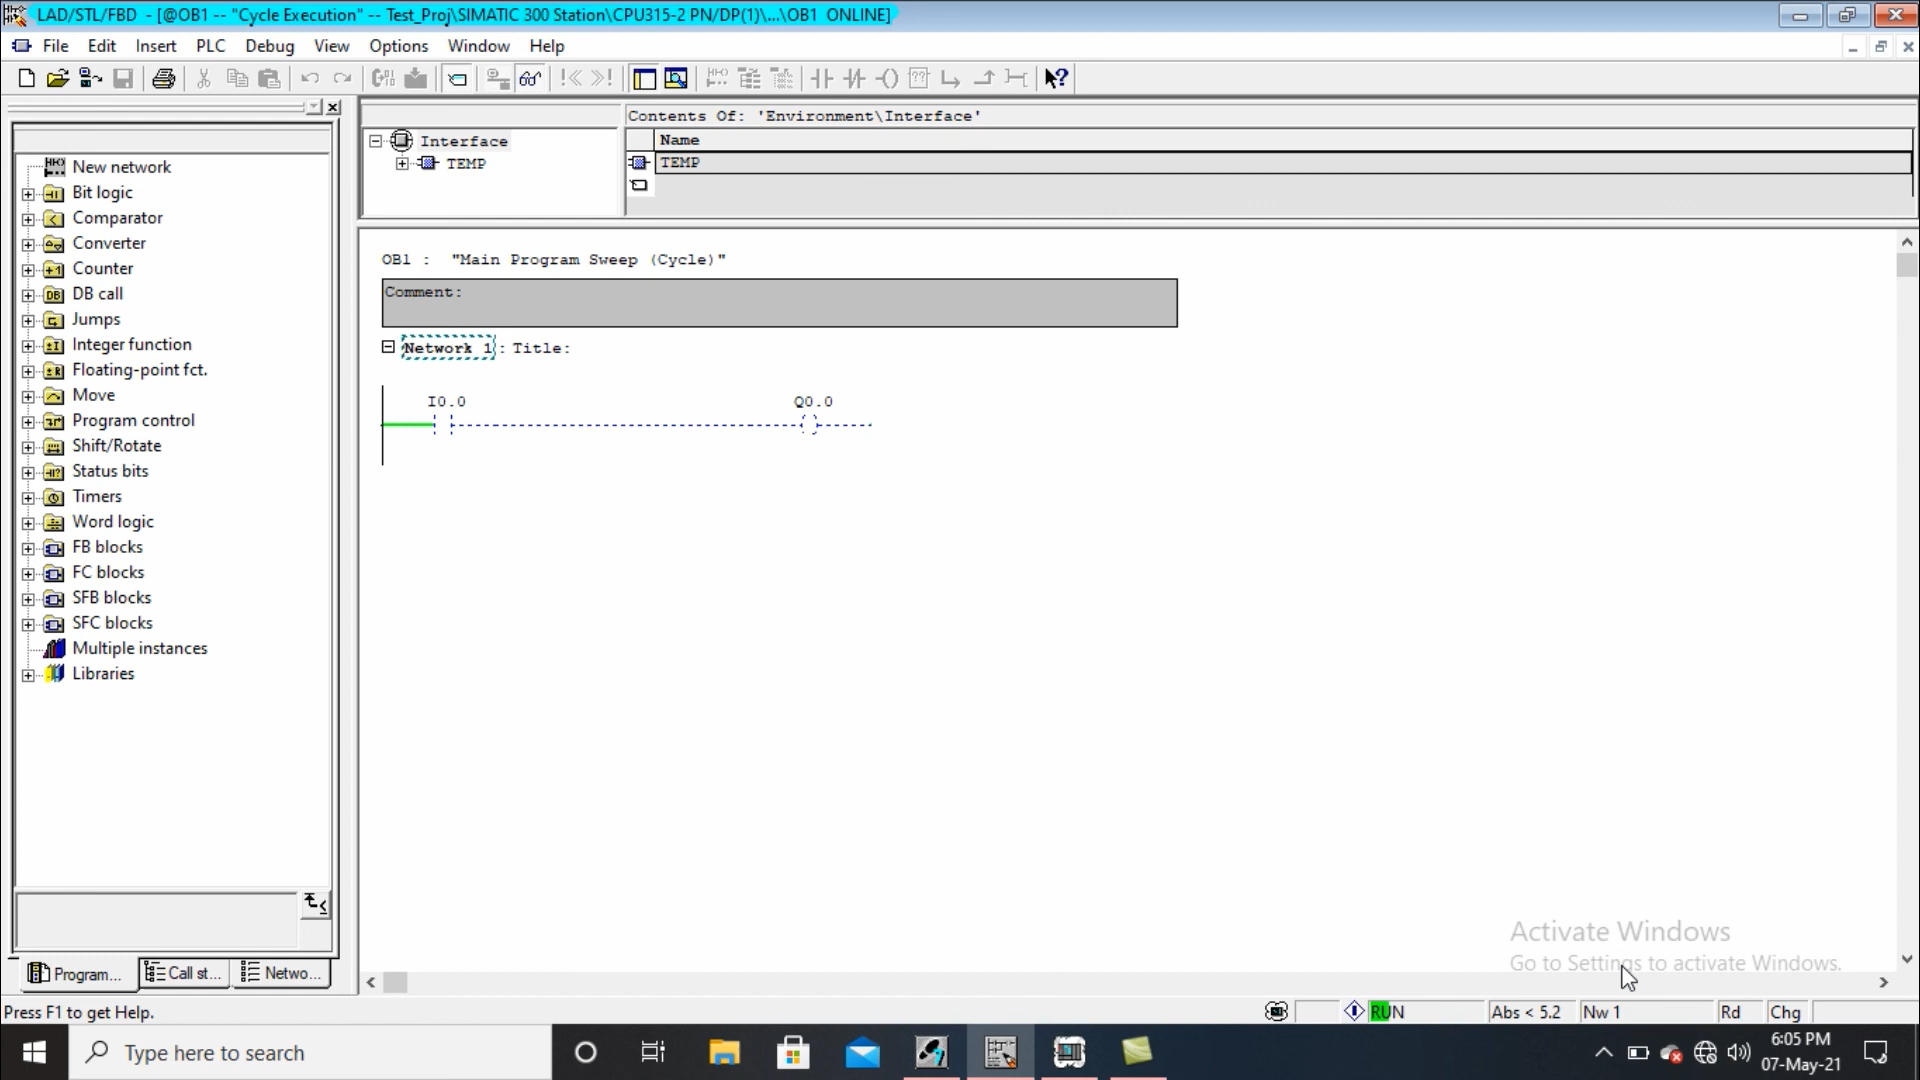 LAD/STL/FBD - [@OB1 -- "Cycle Execution" -- Test_Proj\SIMATIC 300 Station\CPU315-2 PN/DP(1)\...\OB1 ONLINE]
File Edit Insert PLC Debug View Options Window Help
Contents Of: 'Environment\Interface'
Interface
Name
TEMP
TEMP
New network
Bit logic
Comparator
Converter
Counter
DB call
Jumps
Integer function
Floating-point fct.
Move
Program control
Shift/Rotate
Status bits
Timers
Word logic
FB blocks
FC blocks
SFB blocks
SFC blocks
Multiple instances
Libraries
OB1 : "Main Program Sweep (Cycle)"
Comment:
Network 1: Title:
I0.0 Q0.0
Activate Windows
Go to Settings to activate Windows.
Program... Call st... Netwo...
Press F1 to get Help.
RUN Abs < 5.2 Nw 1 Rd Chg
Type here to search
6:05 PM
07-May-21